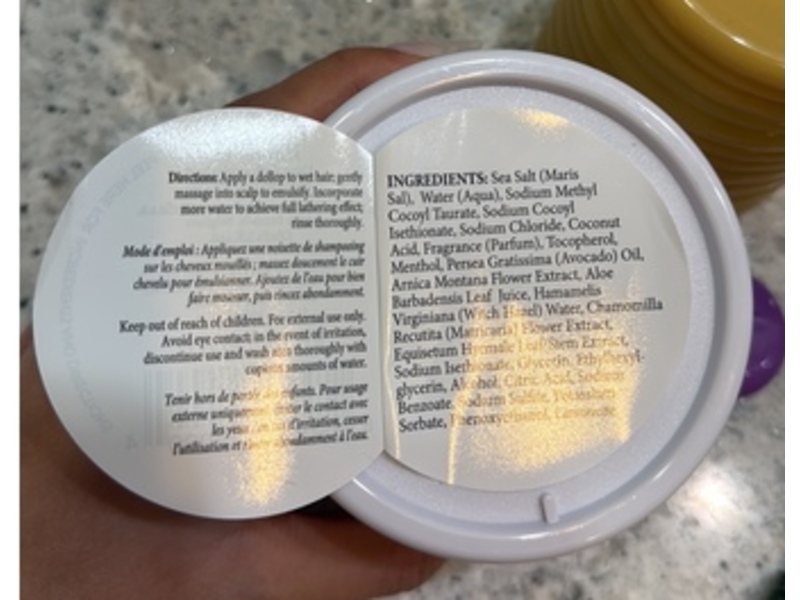 Directions: Apply a dollop to wet hair; gently
massage into scalp to emulsify. Incorporate
more water to achieve full lathering effect;
rinse thoroughly.
Mode d'emploi : Appliquez une noisette de shampooing
sur les cheveux mouillés ; massez doucement le cuir
chevelu pour émulsionner. Ajoutez de l'eau pour bien
faire mousser, puis rincez abondamment.
Keep out of reach of children. For external use only.
Avoid eye contact; in the event of irritation,
discontinue use and wash thoroughly with
copious amounts of water.
Tenir hors de portée enfants. Pour usage
externe uniquement le contact avec
les yeux d'irritation, cesser
l'utilisation et abondamment à l'eau.
INGREDIENTS: Sea Salt (Maris
Sal), Water (Aqua), Sodium Methyl
Cocoyl Taurate, Sodium Cocoyl
Isethionate, Sodium Chloride, Coconut
Acid, Fragrance (Parfum), Tocopherol,
Menthol, Persea Gratissima (Avocado) Oil,
Arnica Montana Flower Extract, Aloe
Barbadensis Leaf Juice, Hamamelis
Virginiana (Witch Hazel) Water, Chamomilla
Recutita (Matricaria) Flower Extract,
Equisetum Hyemale Leaf/Stem Extract,
Sodium Isethionate, Glycerin, Ethylhexyl-
glycerin, Alcohol, Citric Acid, Sodium
Benzoate, Sodium Sulfite, Potassium
Sorbate, Phenoxyethanol, Limonene